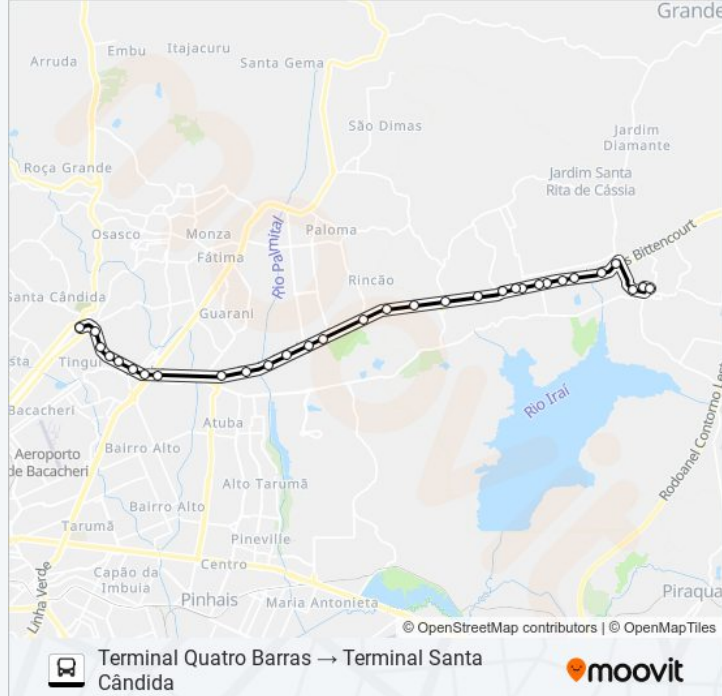 Grande
Embu
Itajacuru
Arruda
Santa Gema
São Dimas
Jardim
Diamante
Roça Grande
Jardim Santa
Rita de Cássia
Osasco
Monza
Paloma
s Bittencourt
Fátima
Rio Palmital
Rincão
Santa Cândida
Guarani
sta
Tingui
Bacacheri
Rio Iraí
Atuba
Bairro Alto
Aeroporto
de Bacacheri
Alto Tarumã
Rodoanel Contorno Lest
Bairro Alto
Tarumã
Pineville
Centro
Capão da
Imbuia
Linha Verde
Pinhais
Maria Antonieta
Piraqua
© OpenStreetMap contributors | © OpenMapTiles
Terminal Quatro Barras → Terminal Santa
Cândida
moovit